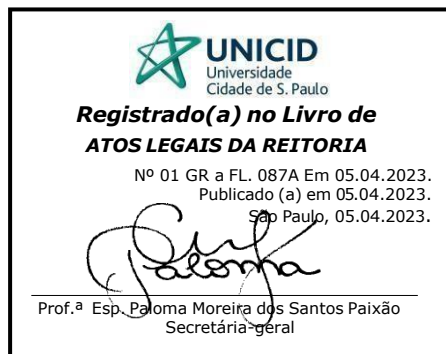 UNICID
Universidade
Cidade de S. Paulo
Registrado(a) no Livro de
ATOS LEGAIS DA REITORIA
Nº 01 GR a FL. 087A Em 05.04.2023.
Publicado (a) em 05.04.2023.
São Paulo, 05.04.2023.
Paloma
Prof.ª Esp. Paloma Moreira dos Santos Paixão
Secretária-geral